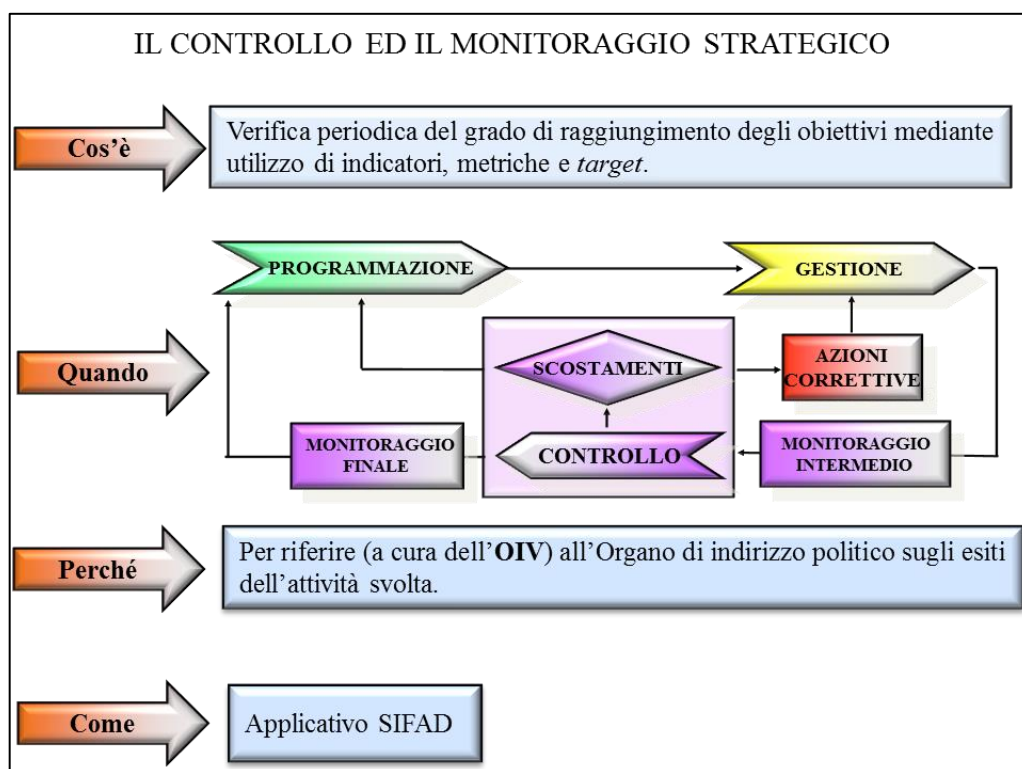 IL CONTROLLO ED IL MONITORAGGIO STRATEGICO
Cos’è
Verifica periodica del grado di raggiungimento degli obiettivi mediante
utilizzo di indicatori, metriche e target.
Quando
PROGRAMMAZIONE
GESTIONE
SCOSTAMENTI
AZIONI
CORRETTIVE
MONITORAGGIO
FINALE
CONTROLLO
MONITORAGGIO
INTERMEDIO
Perché
Per riferire (a cura dell’OIV) all’Organo di indirizzo politico sugli esiti
dell’attività svolta.
Come
Applicativo SIFAD